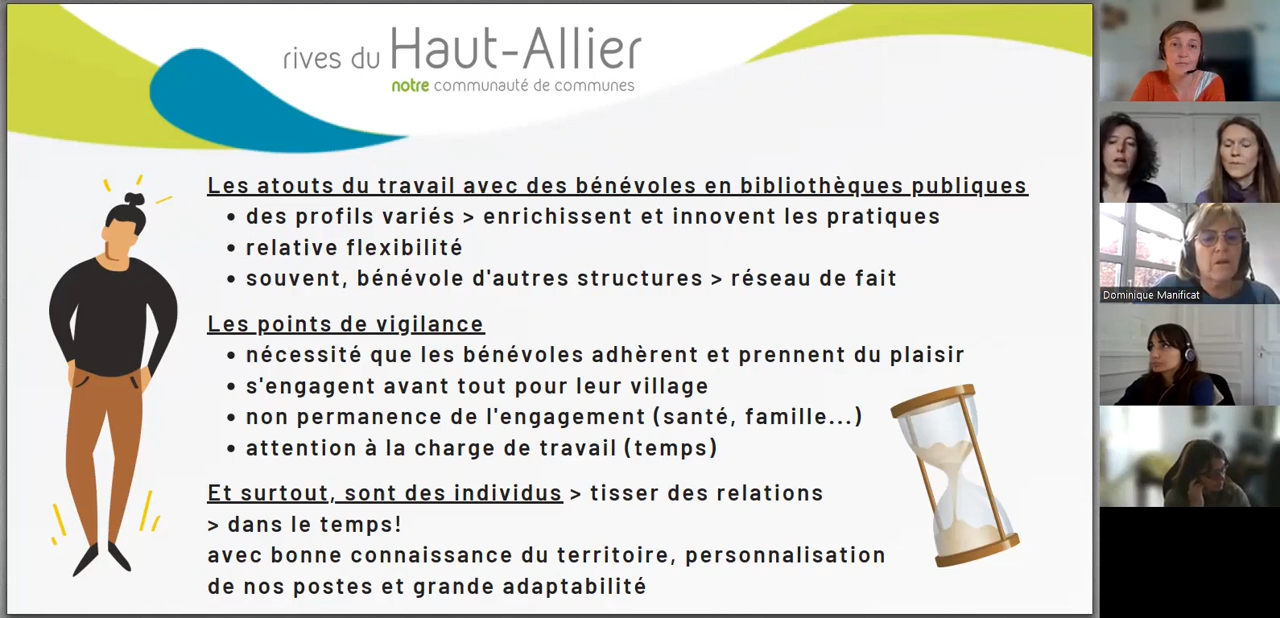 rives du Haut-Allier
notre communauté de communes
Les atouts du travail avec des bénévoles en bibliothèques publiques
• des profils variés > enrichissent et innovent les pratiques
• relative flexibilité
• souvent, bénévole d'autres structures > réseau de fait
Les points de vigilance
• nécessité que les bénévoles adhèrent et prennent du plaisir
• s'engagent avant tout pour leur village
• non permanence de l'engagement (santé, famille...)
• attention à la charge de travail (temps)
Et surtout, sont des individus > tisser des relations
> dans le temps!
avec bonne connaissance du territoire, personnalisation
de nos postes et grande adaptabilité
Dominique Manificat